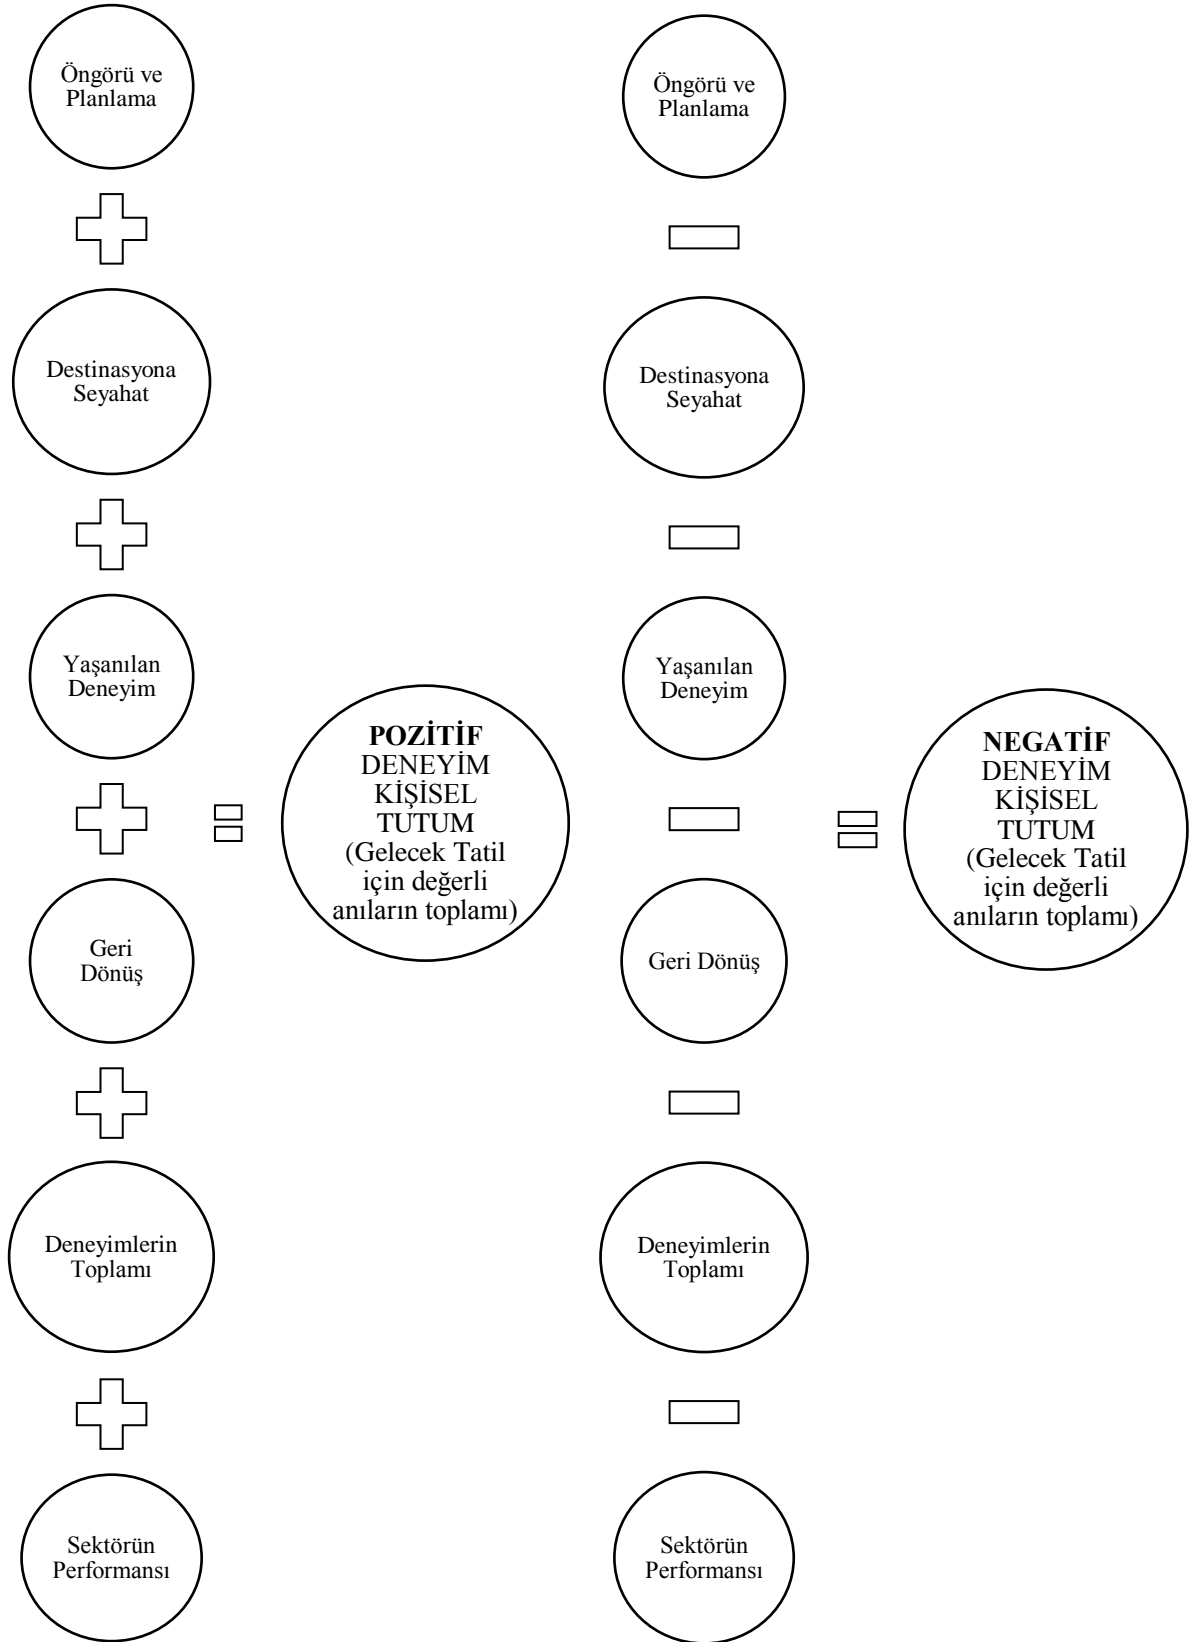 Öngörü ve
Planlama
Destinasyona
Seyahat
Yaşanılan
Deneyim
Geri
Dönüş
Deneyimlerin
Toplamı
Sektörün
Performansı
POZİTİF
DENEYİM
KİŞİSEL
TUTUM
(Gelecek Tatil
için değerli
anıların toplamı)
Öngörü ve
Planlama
Destinasyona
Seyahat
Yaşanılan
Deneyim
Geri Dönüş
Deneyimlerin
Toplamı
Sektörün
Performansı
NEGATİF
DENEYİM
KİŞİSEL
TUTUM
(Gelecek Tatil
için değerli
anıların toplamı)